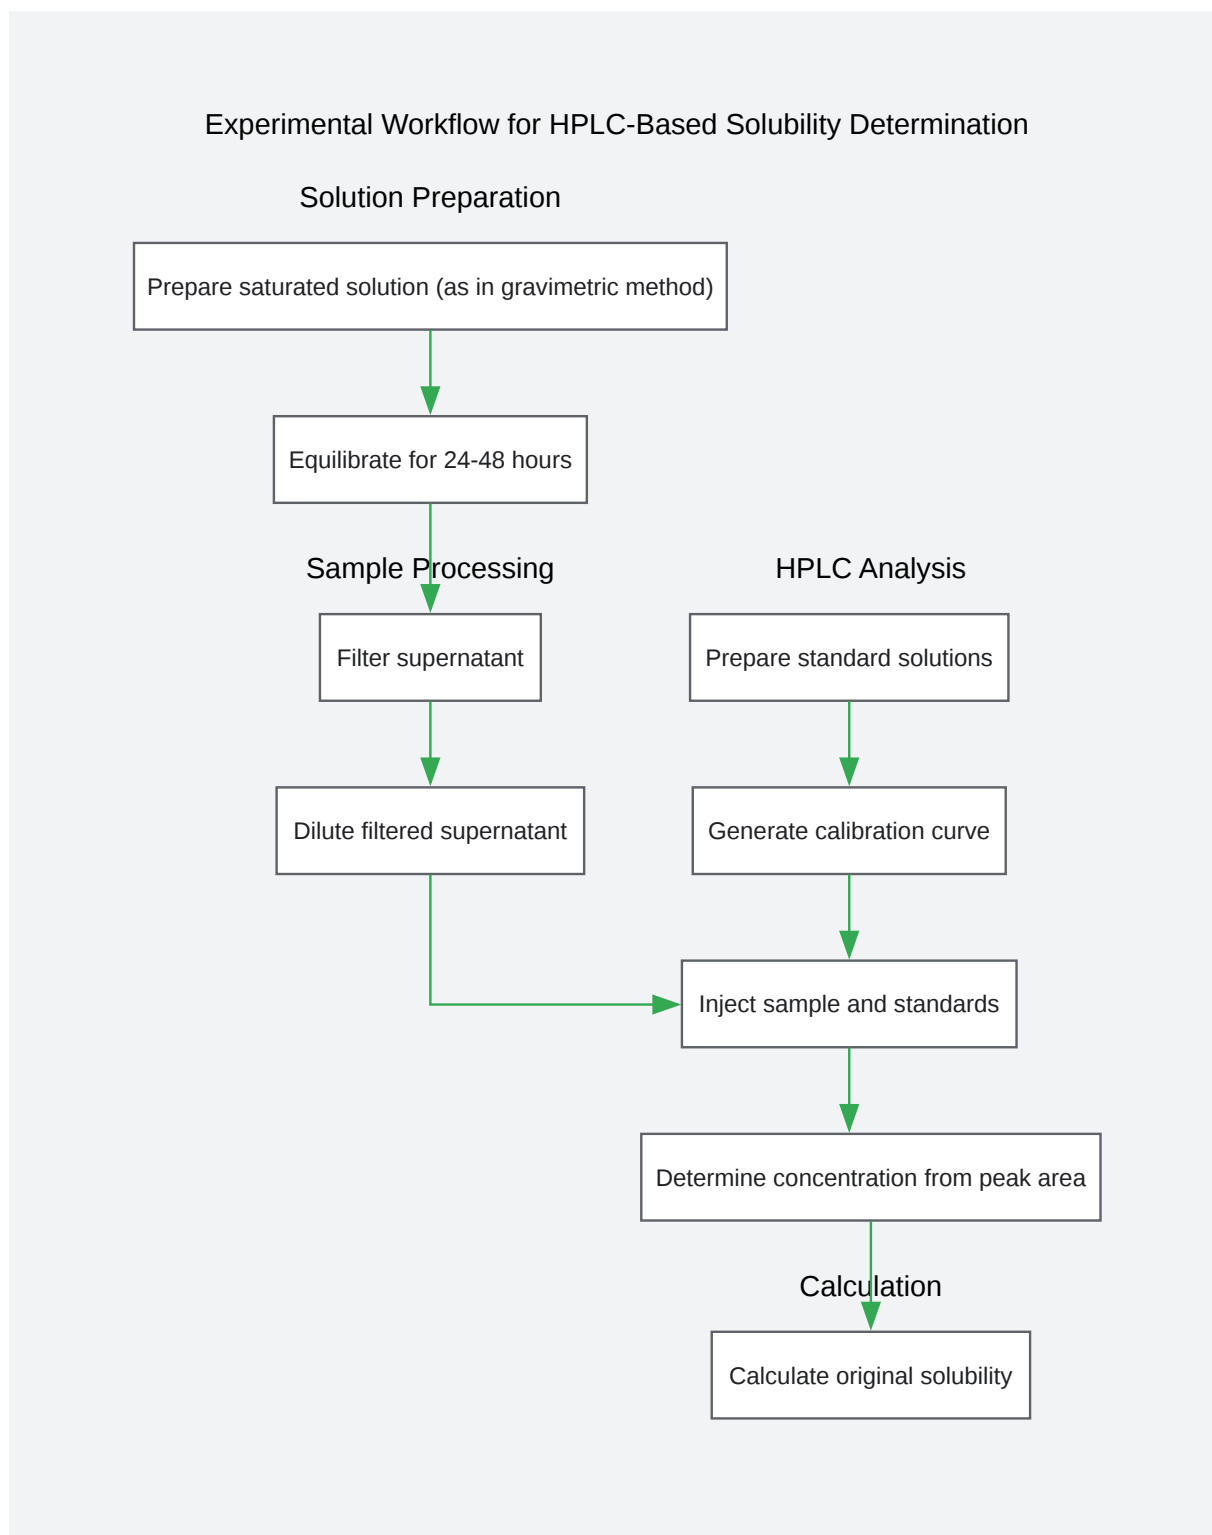 Experimental Workflow for HPLC-Based Solubility Determination
Solution Preparation
Prepare saturated solution (as in gravimetric method)
Equilibrate for 24-48 hours
Sample Processing
Filter supernatant
Dilute filtered supernatant
HPLC Analysis
Prepare standard solutions
Generate calibration curve
Inject sample and standards
Determine concentration from peak area
Calculation
Calculate original solubility